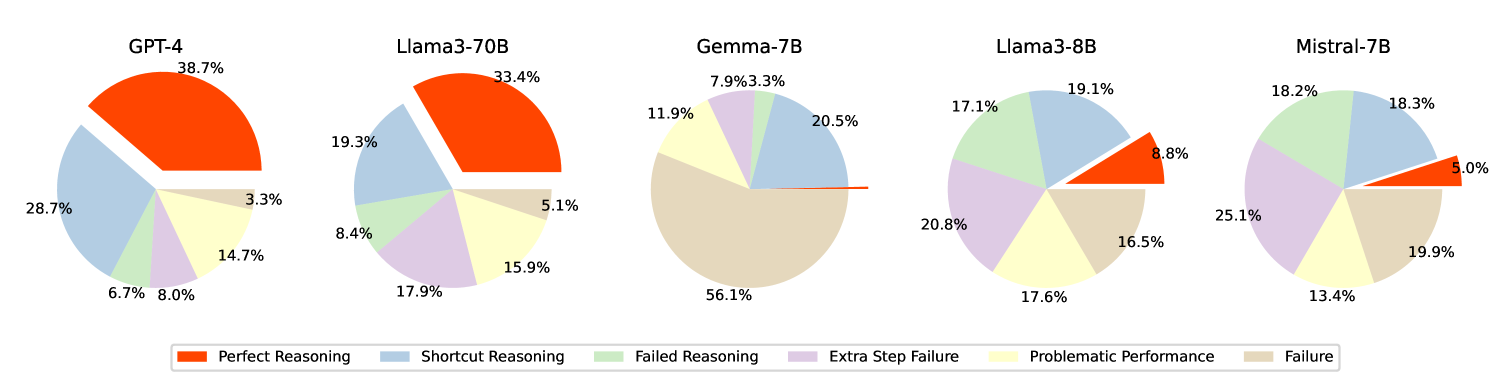 GPT-4
38.7%
28.7%
6.7%
8.0%
14.7%
3.3%
Llama3-70B
33.4%
19.3%
8.4%
17.9%
15.9%
5.1%
Gemma-7B
20.5%
3.3%
7.9%
11.9%
56.1%
Llama3-8B
8.8%
19.1%
17.1%
20.8%
17.6%
16.5%
Mistral-7B
5.0%
18.3%
18.2%
25.1%
13.4%
19.9%
Perfect Reasoning
Shortcut Reasoning
Failed Reasoning
Extra Step Failure
Problematic Performance
Failure